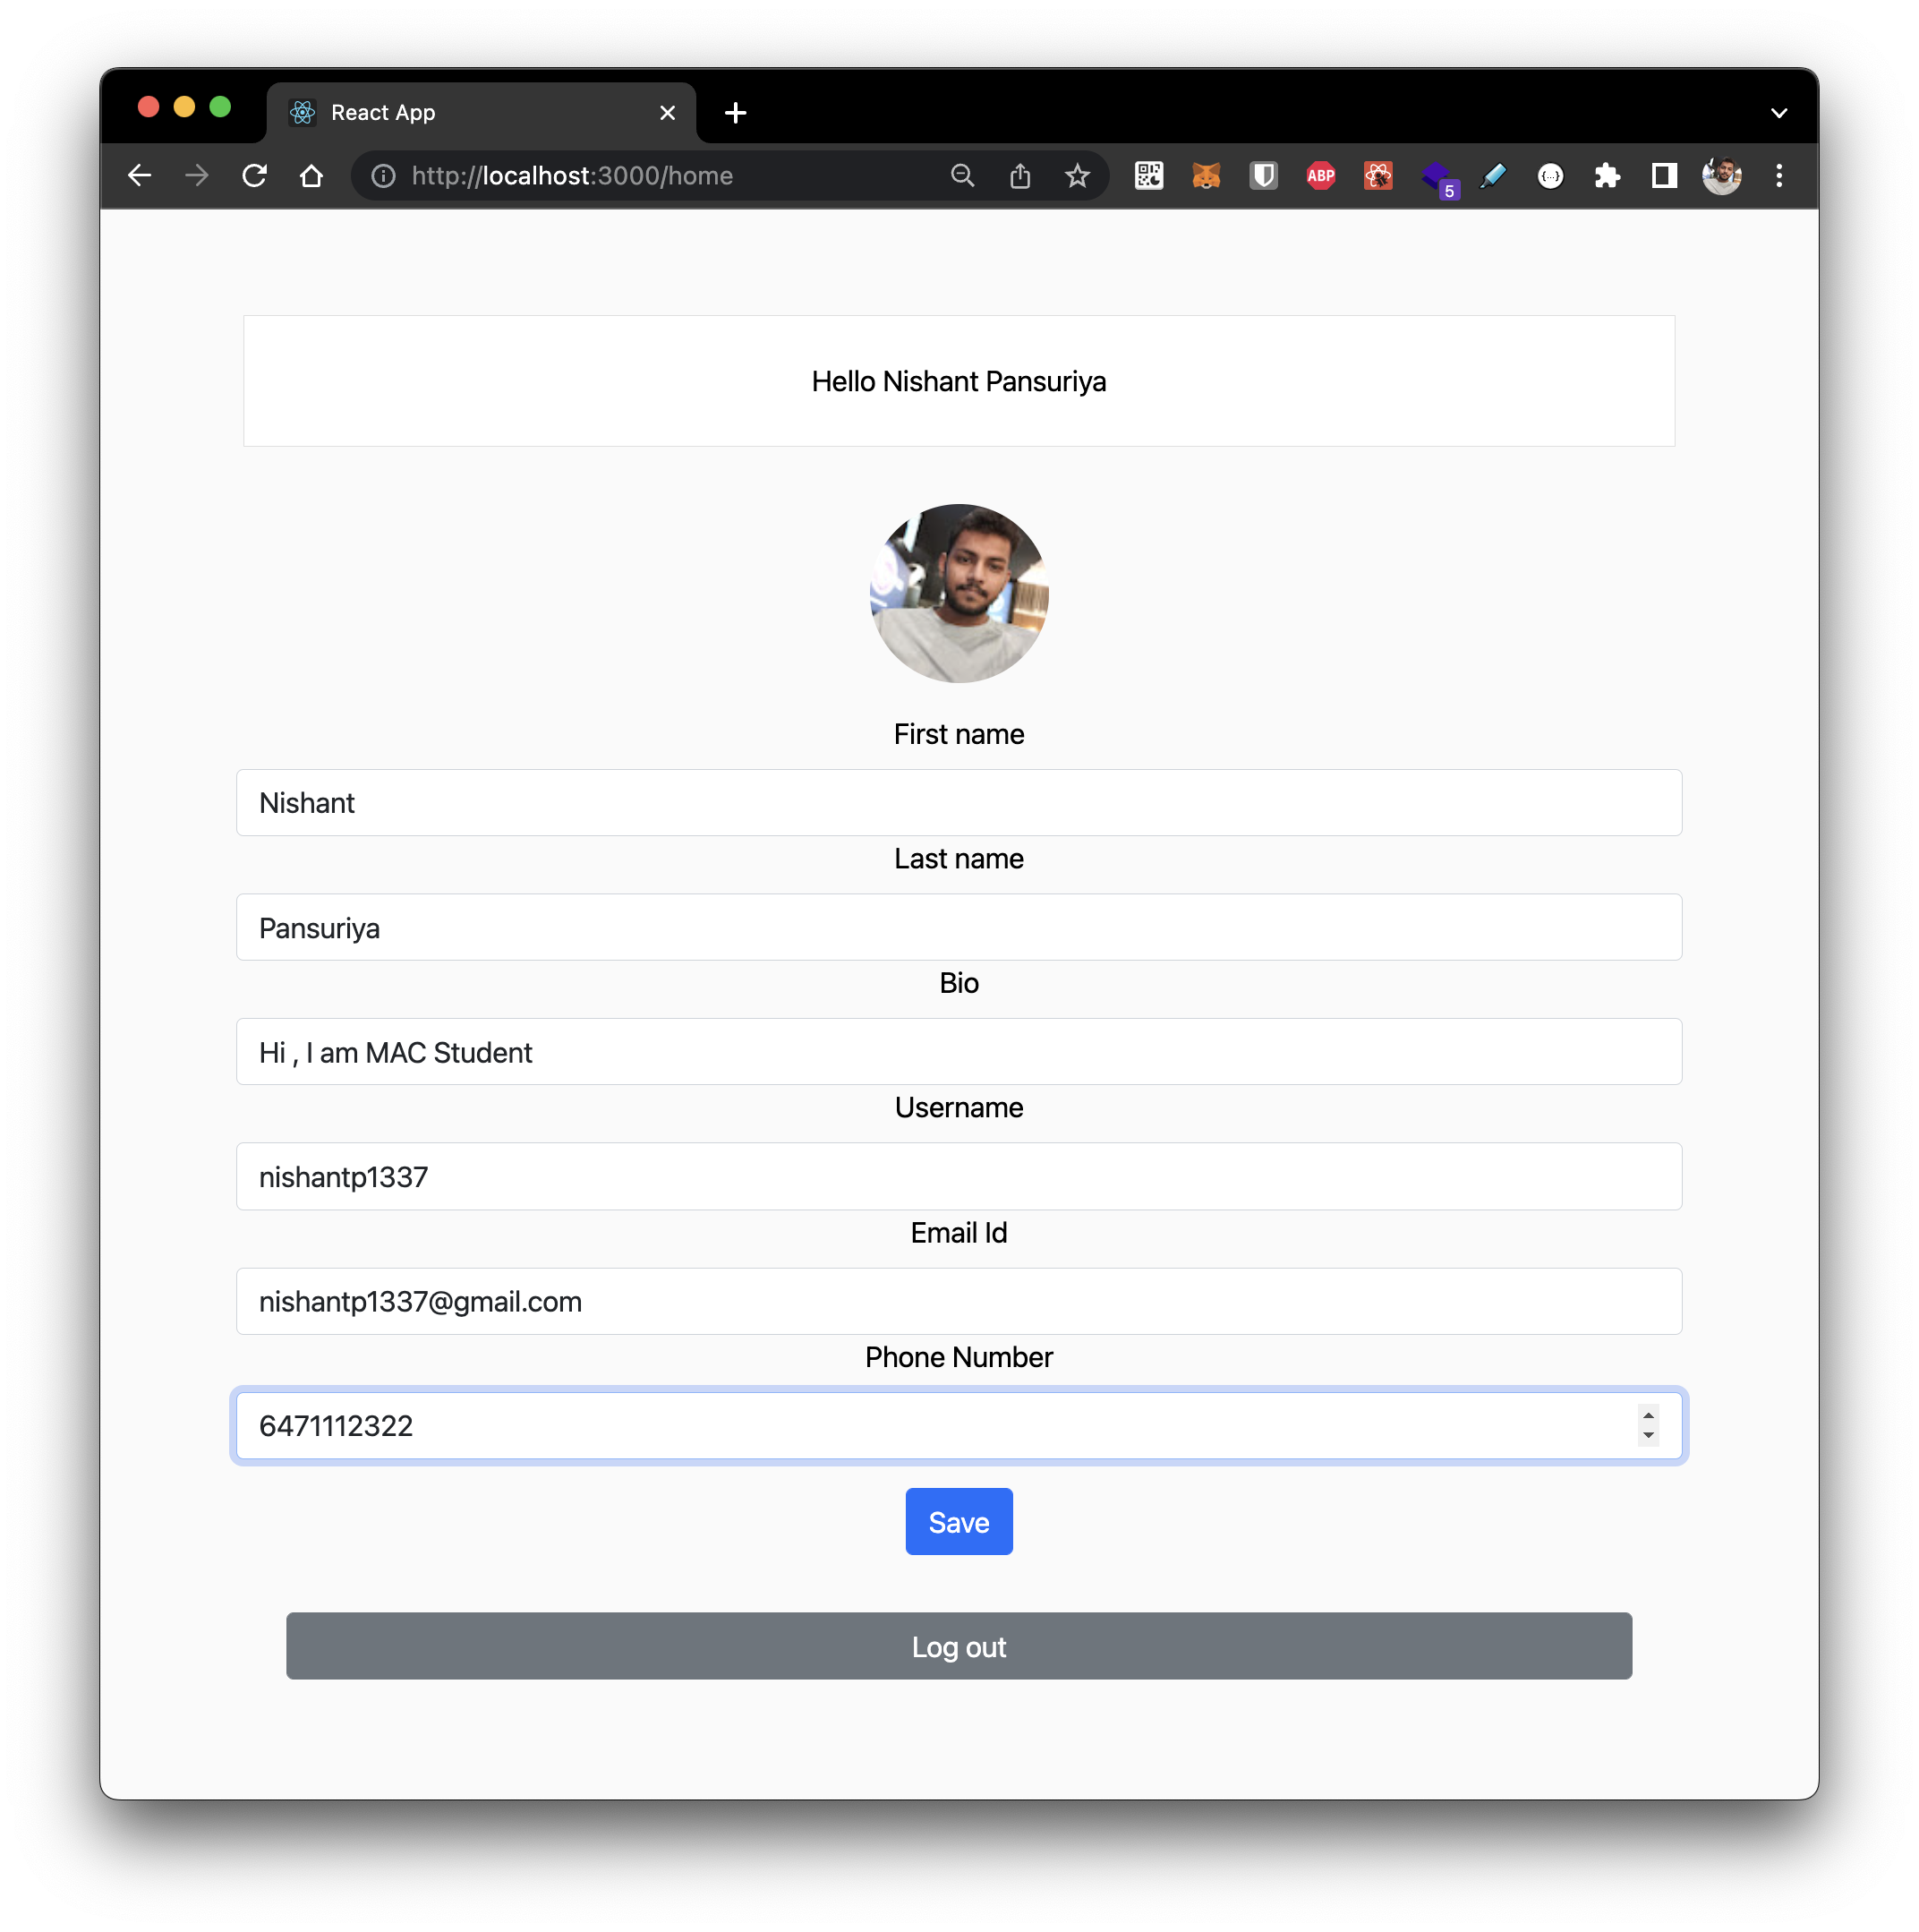 React App
http://localhost:3000/home
ABP
5
Hello Nishant Pansuriya
First name
Nishant
Last name
Pansuriya
Bio
Hi , I am MAC Student
Username
nishantp1337
Email Id
nishantp1337@gmail.com
Phone Number
6471112322
Save
Log out